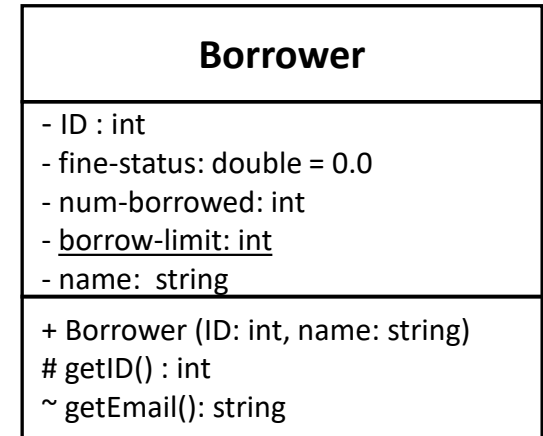 Borrower
- ID : int
- fine-status: double = 0.0
- num-borrowed: int
- borrow-limit: int
- name: string
+ Borrower (ID: int, name: string)
# getID() : int
~ getEmail(): string